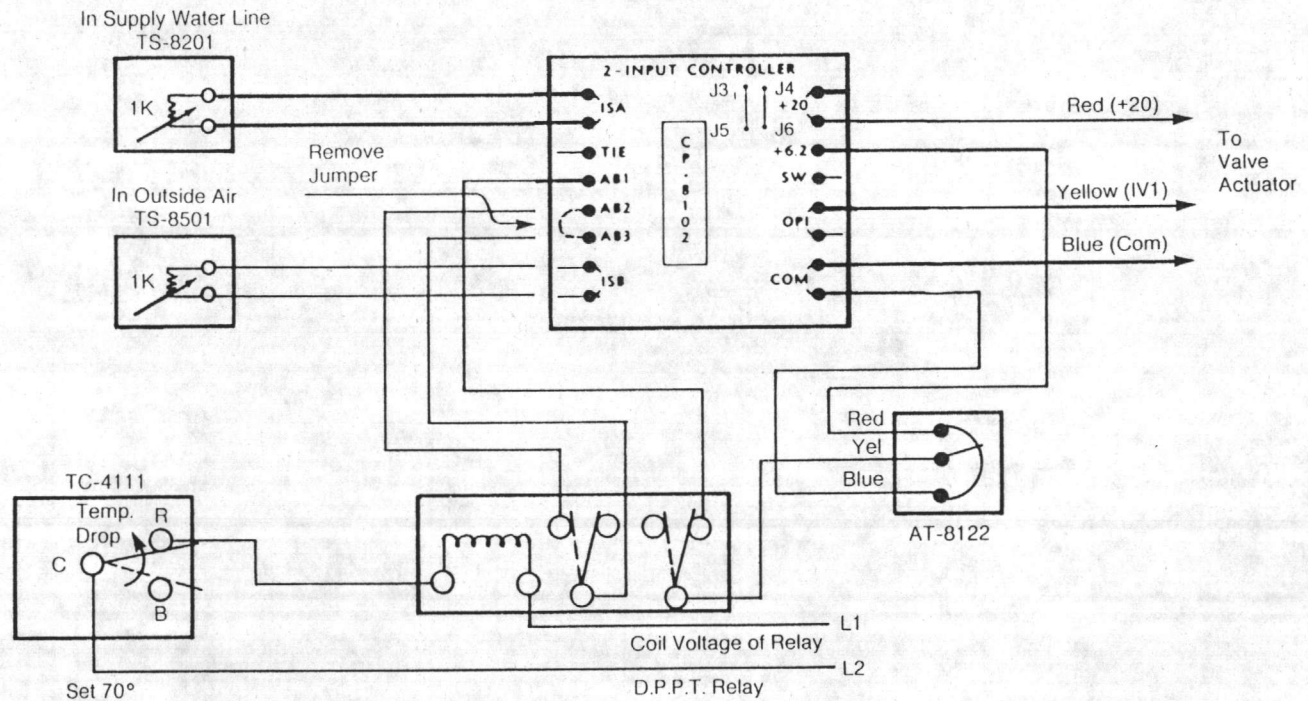 In Supply Water Line
TS-8201
1K
Remove
Jumper
In Outside Air
TS-8501
1K
2-INPUT CONTROLLER
ISA
TIE
AB1
AB2
AB3
ISB
CP 8102
J3
J4
+20
J5
J6
+6.2
SW
OP1
COM
Red (+20)
To
Valve
Actuator
Yellow (IV1)
Blue (Com)
Red
Yel
Blue
AT-8122
TC-4111
Temp.
Drop
R
C
B
Set 70°
L1
Coil Voltage of Relay
L2
D.P.P.T. Relay